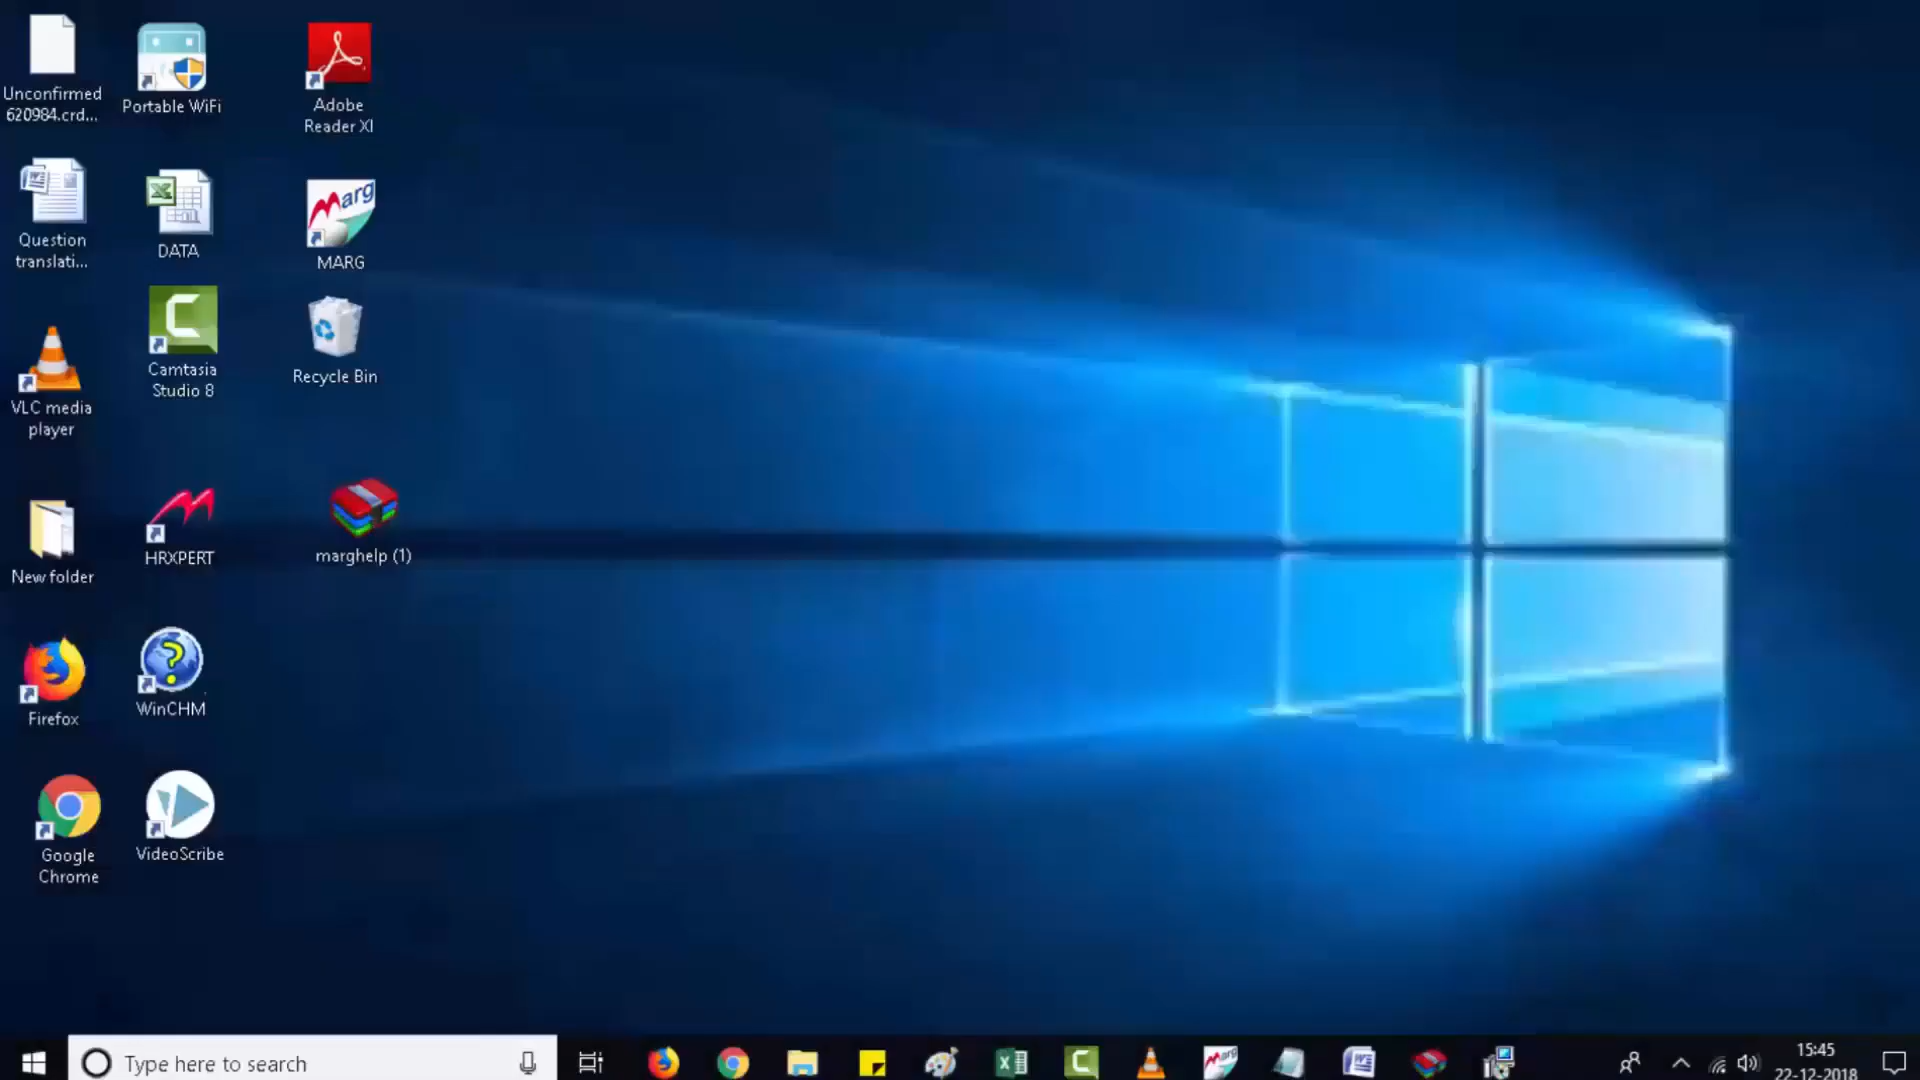 Unconfirmed
620984.crd...
Portable WiFi
Adobe
Reader XI
Question
translati...
DATA
Marg
MARG
Camtasia
Studio 8
Recycle Bin
VLC media
player
New folder
HRXPERT
marghelp (1)
Firefox
WinCHM
Google
Chrome
VideoScribe
Type here to search
Marg
15:45
22-12-2018